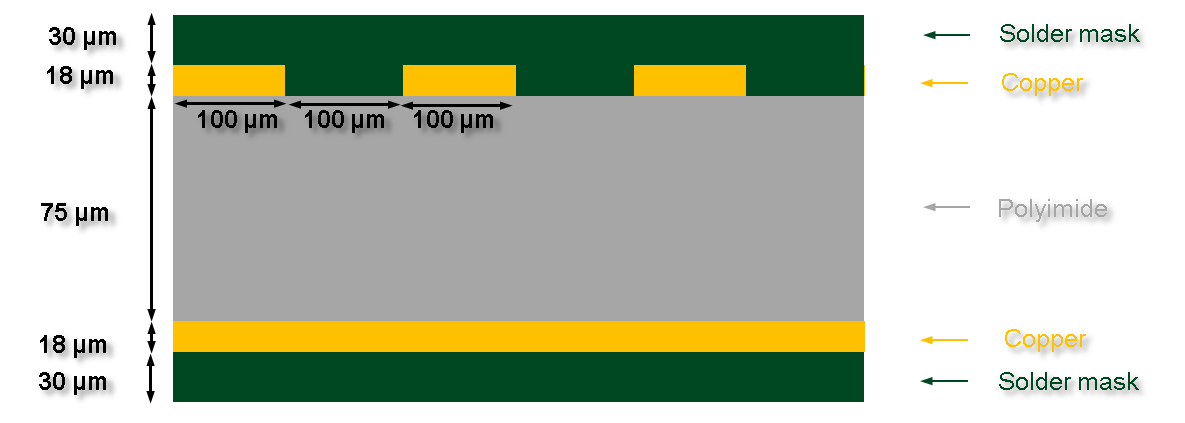 30 µm
Solder mask
18 µm
Copper
100 µm
100 µm
100 µm
75 µm
Polyimide
18 µm
Copper
30 µm
Solder mask